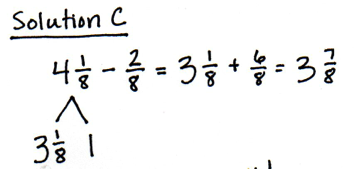 Solution C
4 1/8 - 2/8 = 3 1/8 + 6/8 = 3 7/8
3 1/8 1